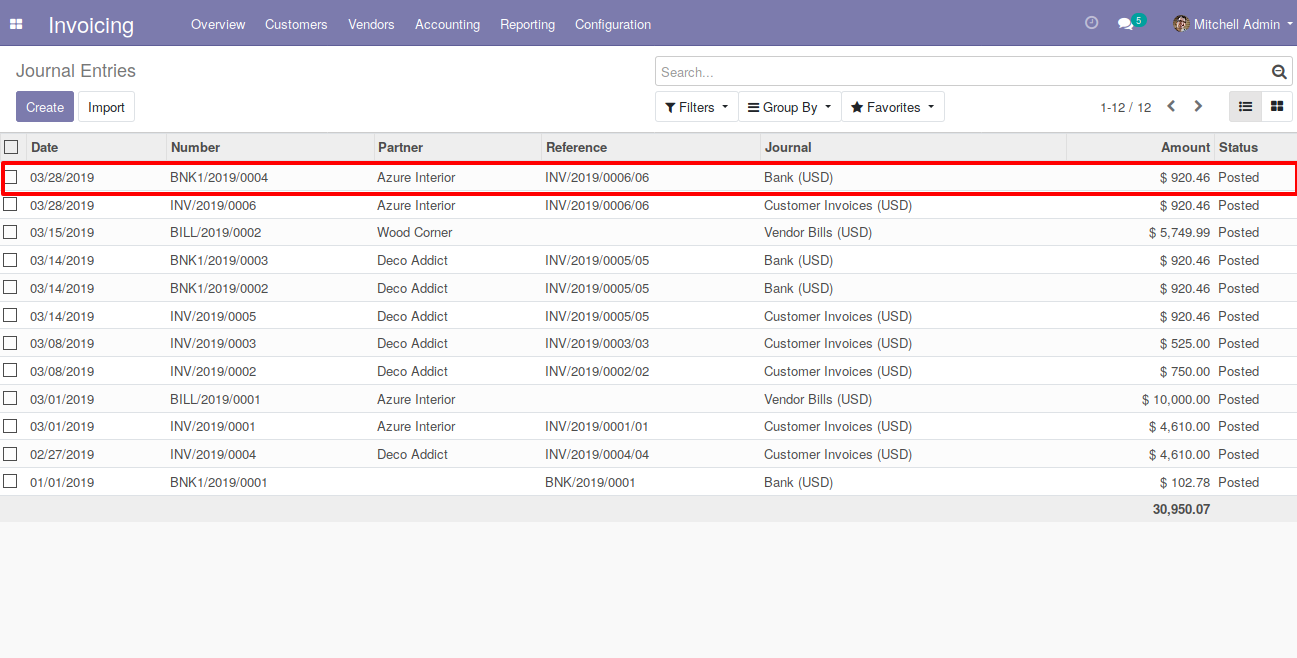 Invoicing Overview Customers Vendors Accounting Reporting Configuration 5 Mitchell Admin
Journal Entries Search...
Create Import Filters Group By Favorites 1-12 / 12
Date Number Partner Reference Journal Amount Status
03/28/2019 BNK1/2019/0004 Azure Interior INV/2019/0006/06 Bank (USD) $ 920.46 Posted
03/28/2019 INV/2019/0006 Azure Interior INV/2019/0006/06 Customer Invoices (USD) $ 920.46 Posted
03/15/2019 BILL/2019/0002 Wood Corner Vendor Bills (USD) $ 5,749.99 Posted
03/14/2019 BNK1/2019/0003 Deco Addict INV/2019/0005/05 Bank (USD) $ 920.46 Posted
03/14/2019 BNK1/2019/0002 Deco Addict INV/2019/0005/05 Bank (USD) $ 920.46 Posted
03/14/2019 INV/2019/0005 Deco Addict INV/2019/0005/05 Customer Invoices (USD) $ 920.46 Posted
03/08/2019 INV/2019/0003 Deco Addict INV/2019/0003/03 Customer Invoices (USD) $ 525.00 Posted
03/08/2019 INV/2019/0002 Deco Addict INV/2019/0002/02 Customer Invoices (USD) $ 750.00 Posted
03/01/2019 BILL/2019/0001 Azure Interior Vendor Bills (USD) $ 10,000.00 Posted
03/01/2019 INV/2019/0001 Azure Interior INV/2019/0001/01 Customer Invoices (USD) $ 4,610.00 Posted
02/27/2019 INV/2019/0004 Deco Addict INV/2019/0004/04 Customer Invoices (USD) $ 4,610.00 Posted
01/01/2019 BNK1/2019/0001 BNK/2019/0001 Bank (USD) $ 102.78 Posted
30,950.07